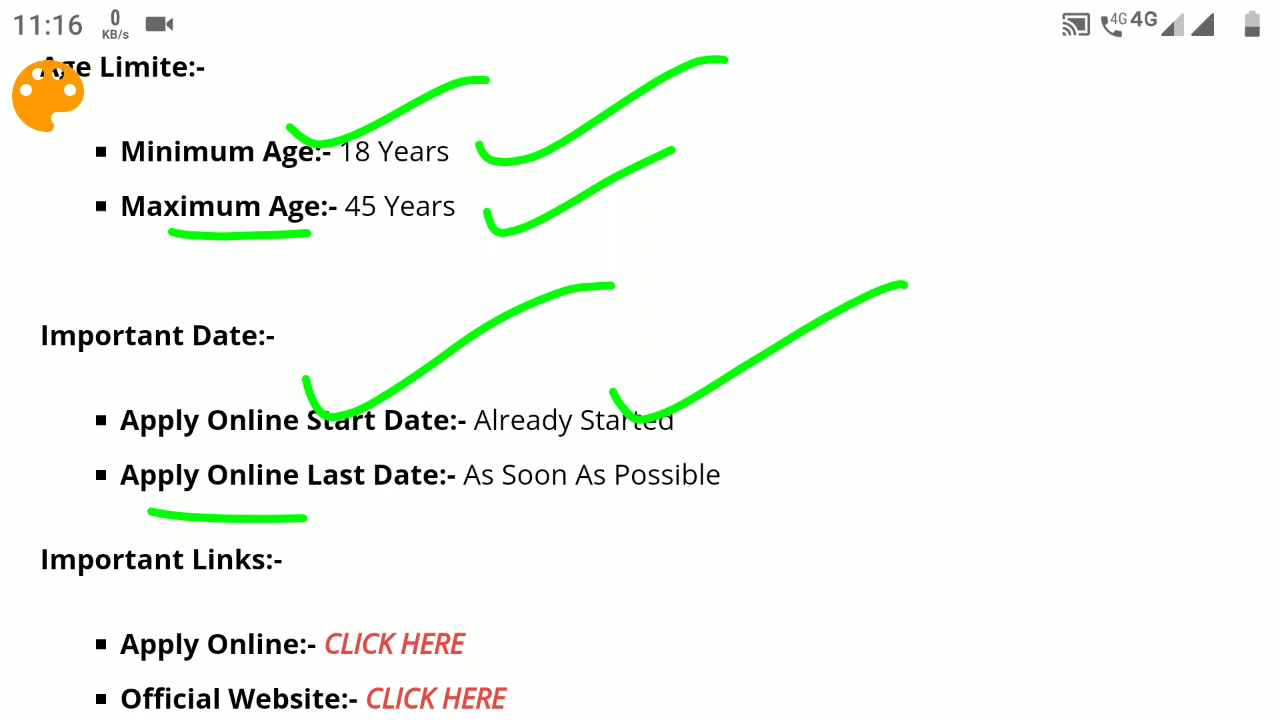 11:16 0 KB/s 4G 4G
Age Limite:-
Minimum Age:- 18 Years
Maximum Age:- 45 Years
Important Date:-
Apply Online Start Date:- Already Started
Apply Online Last Date:- As Soon As Possible
Important Links:-
Apply Online:- CLICK HERE
Official Website:- CLICK HERE